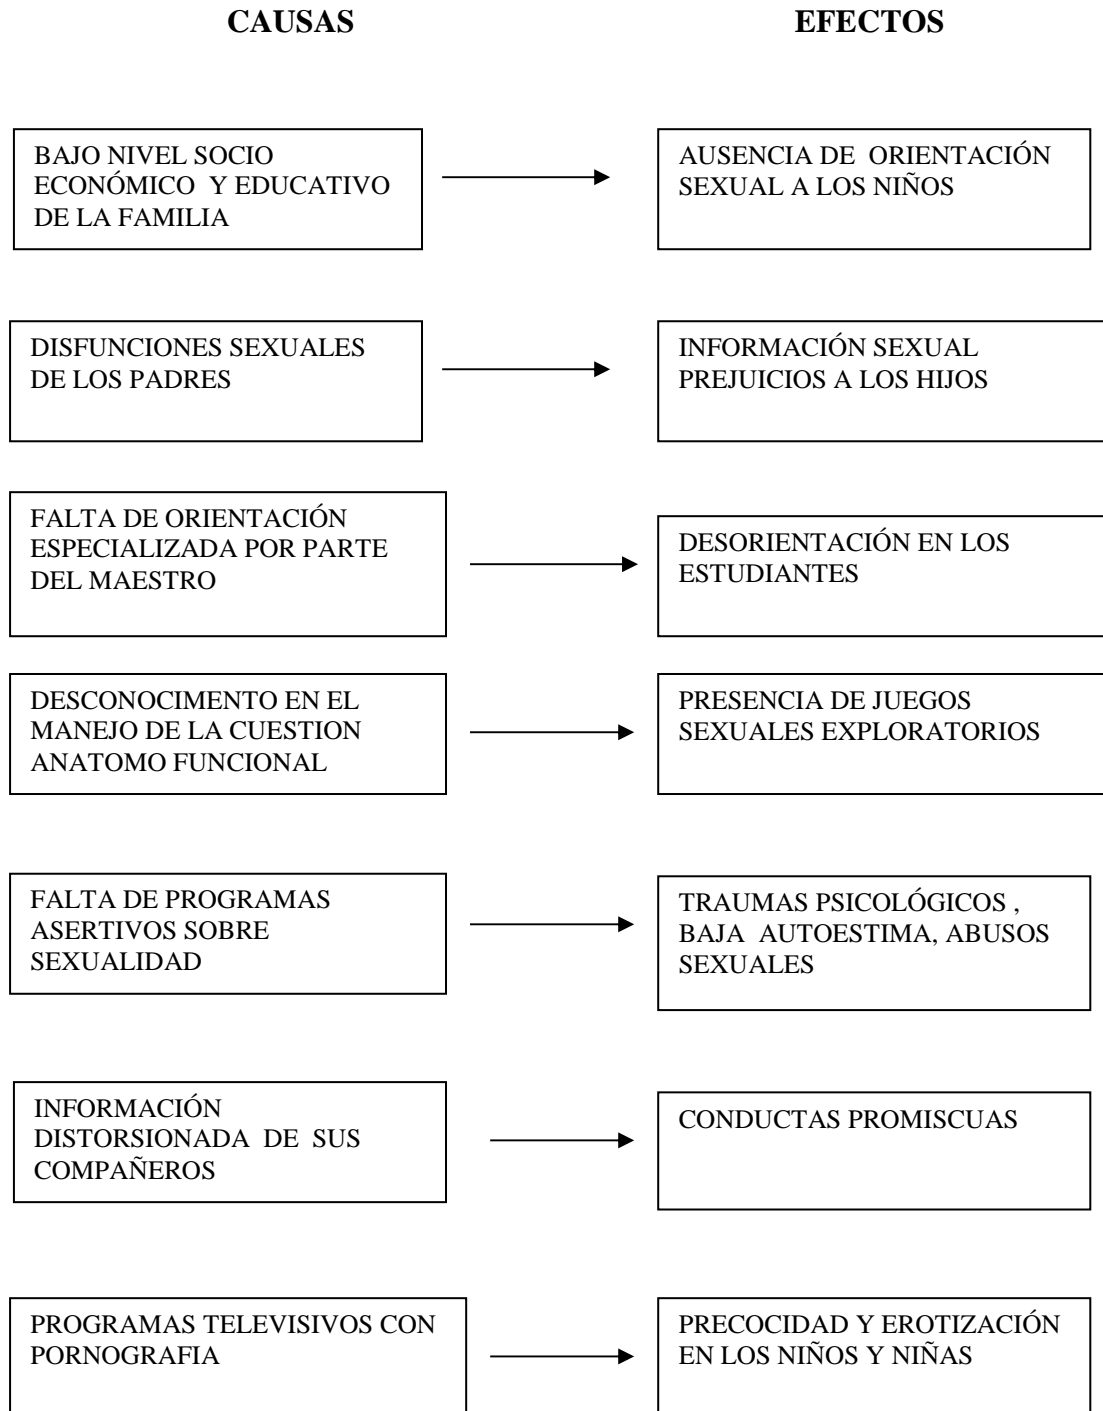 CAUSAS EFECTOS
BAJO NIVEL SOCIO
ECONÓMICO Y EDUCATIVO
DE LA FAMILIA
AUSENCIA DE ORIENTACIÓN
SEXUAL A LOS NIÑOS
DISFUNCIONES SEXUALES
DE LOS PADRES
INFORMACIÓN SEXUAL
PREJUICIOS A LOS HIJOS
FALTA DE ORIENTACIÓN
ESPECIALIZADA POR PARTE
DEL MAESTRO
DESORIENTACIÓN EN LOS
ESTUDIANTES
DESCONOCIMIENTO EN EL
MANEJO DE LA CUESTION
ANATOMO FUNCIONAL
PRESENCIA DE JUEGOS
SEXUALES EXPLORATORIOS
FALTA DE PROGRAMAS
ASERTIVOS SOBRE
SEXUALIDAD
TRAUMAS PSICOLÓGICOS ,
BAJA AUTOESTIMA, ABUSOS
SEXUALES
INFORMACIÓN
DISTORSIONADA DE SUS
COMPAÑEROS
CONDUCTAS PROMISCUAS
PROGRAMAS TELEVISIVOS CON
PORNOGRAFIA
PRECOCIDAD Y EROTIZACIÓN
EN LOS NIÑOS Y NIÑAS